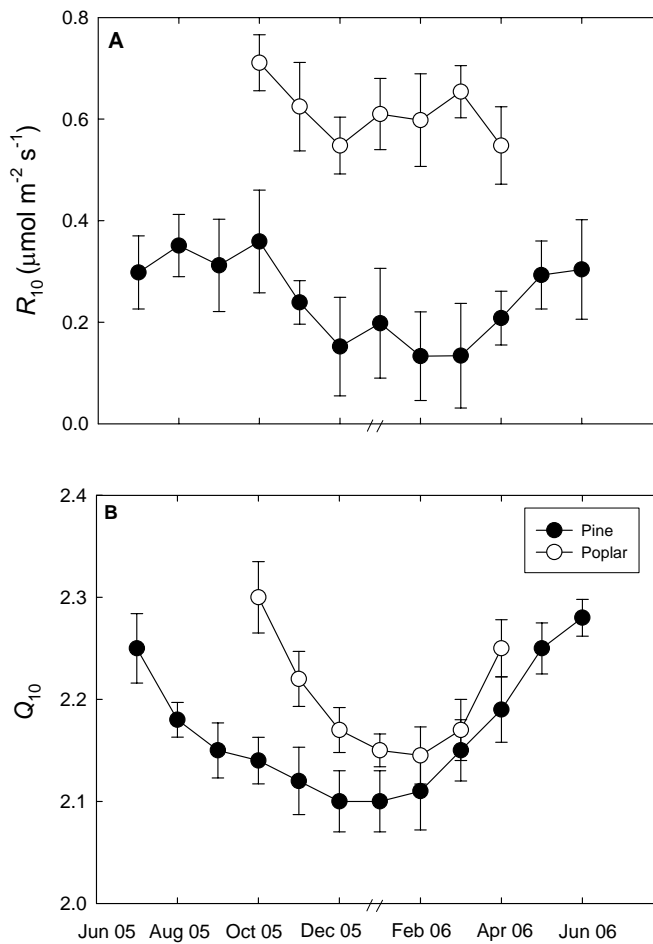 A
0.8
0.6
0.4
0.2
0.0
R10 (μmol m−2 s−1)
B
2.4
2.3
2.2
2.1
2.0
Q10
Pine
Poplar
Jun 05 Aug 05 Oct 05 Dec 05 Feb 06 Apr 06 Jun 06